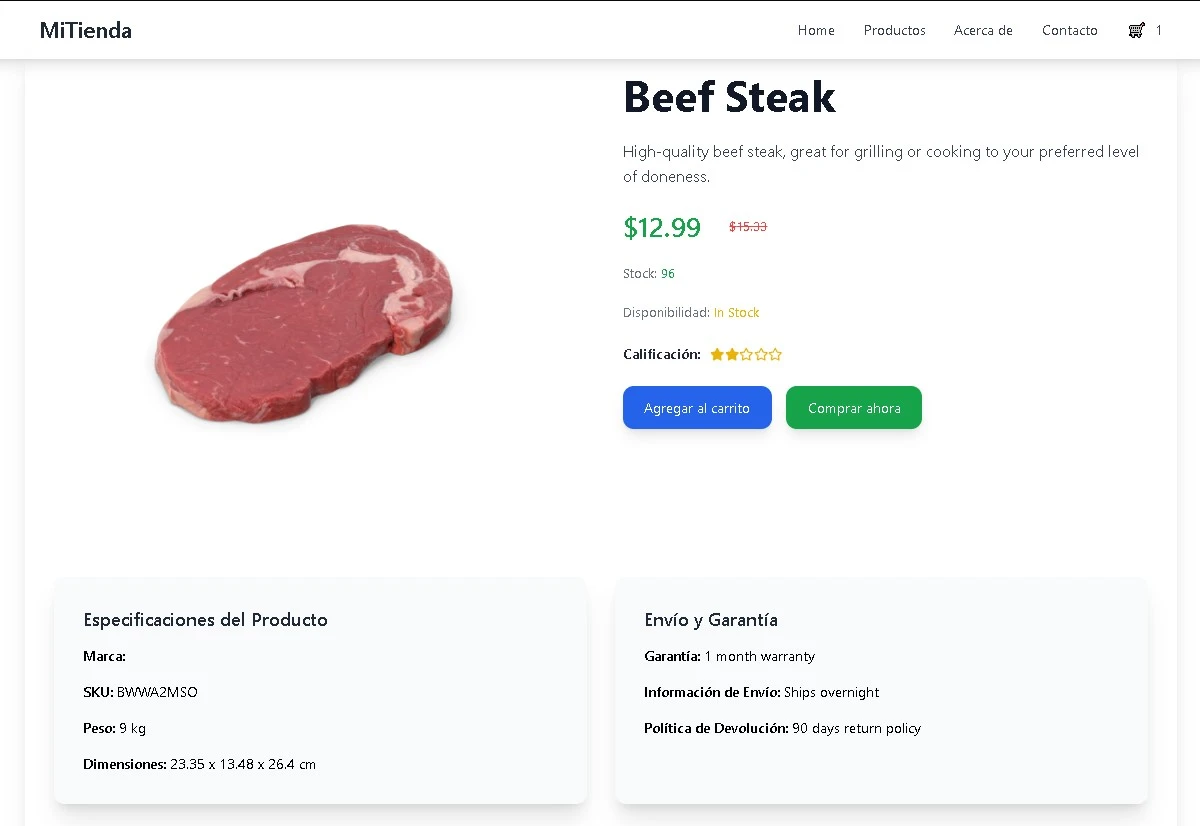 MiTienda
Home Productos Acerca de Contacto 1
Beef Steak
High-quality beef steak, great for grilling or cooking to your preferred level
of doneness.
$12.99 $15.33
Stock: 96
Disponibilidad: In Stock
Calificación:
Agregar al carrito Comprar ahora
Especificaciones del Producto
Marca:
SKU: BWWA2MSO
Peso: 9 kg
Dimensiones: 23.35 x 13.48 x 26.4 cm
Envío y Garantía
Garantía: 1 month warranty
Información de Envío: Ships overnight
Política de Devolución: 90 days return policy